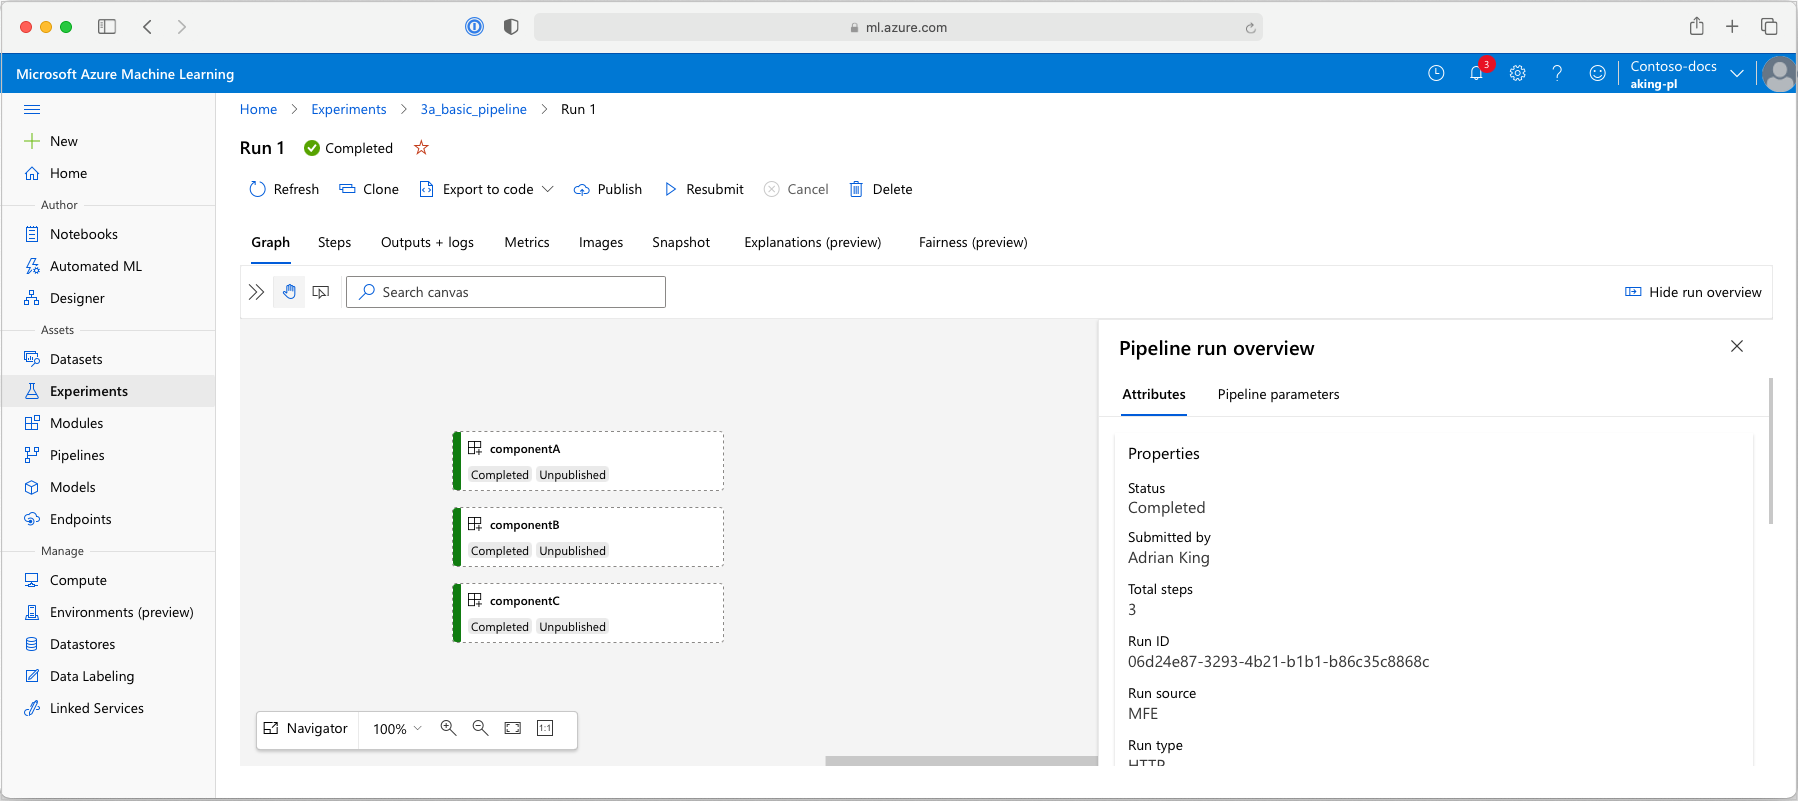 ml.azure.com
Microsoft Azure Machine Learning
3
Contoso-docs
aking-pl
New
Home
Author
Notebooks
Automated ML
Designer
Assets
Datasets
Experiments
Modules
Pipelines
Models
Endpoints
Manage
Compute
Environments (preview)
Datastores
Data Labeling
Linked Services
Home > Experiments > 3a_basic_pipeline > Run 1
Run 1 Completed
Refresh Clone Export to code Publish Resubmit Cancel Delete
Graph Steps Outputs + logs Metrics Images Snapshot Explanations (preview) Fairness (preview)
Search canvas
Hide run overview
componentA
Completed Unpublished
componentB
Completed Unpublished
componentC
Completed Unpublished
Navigator 100% 1:1
Pipeline run overview
Attributes Pipeline parameters
Properties
Status
Completed
Submitted by
Adrian King
Total steps
3
Run ID
06d24e87-3293-4b21-b1b1-b86c35c8868c
Run source
MFE
Run type
HTTP